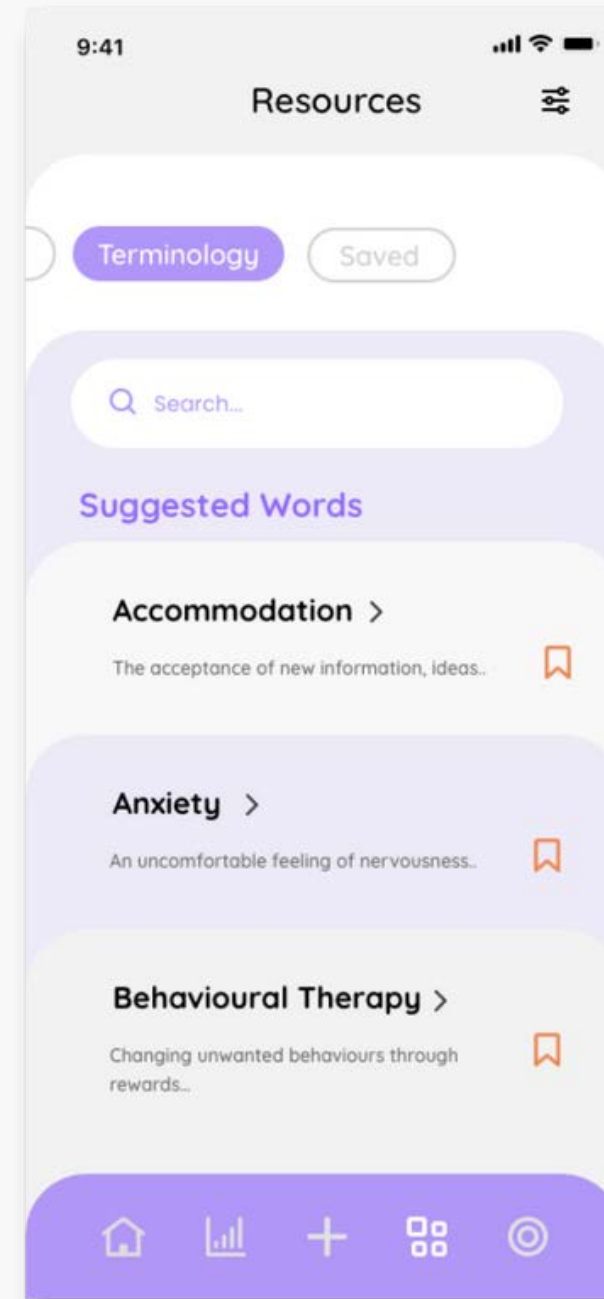 9:41
Resources
Terminology
Saved
Search...
Suggested Words
Accommodation >
The acceptance of new information, ideas..
Anxiety >
An uncomfortable feeling of nervousness..
Behavioural Therapy >
Changing unwanted behaviours through
rewards...